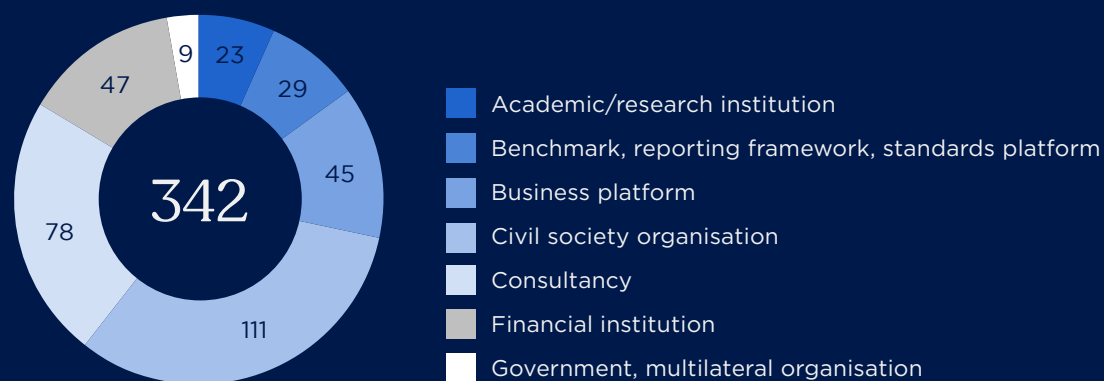 9
23
29
47
45
342
78
111
Academic/research institution
Benchmark, reporting framework, standards platform
Business platform
Civil society organisation
Consultancy
Financial institution
Government, multilateral organisation